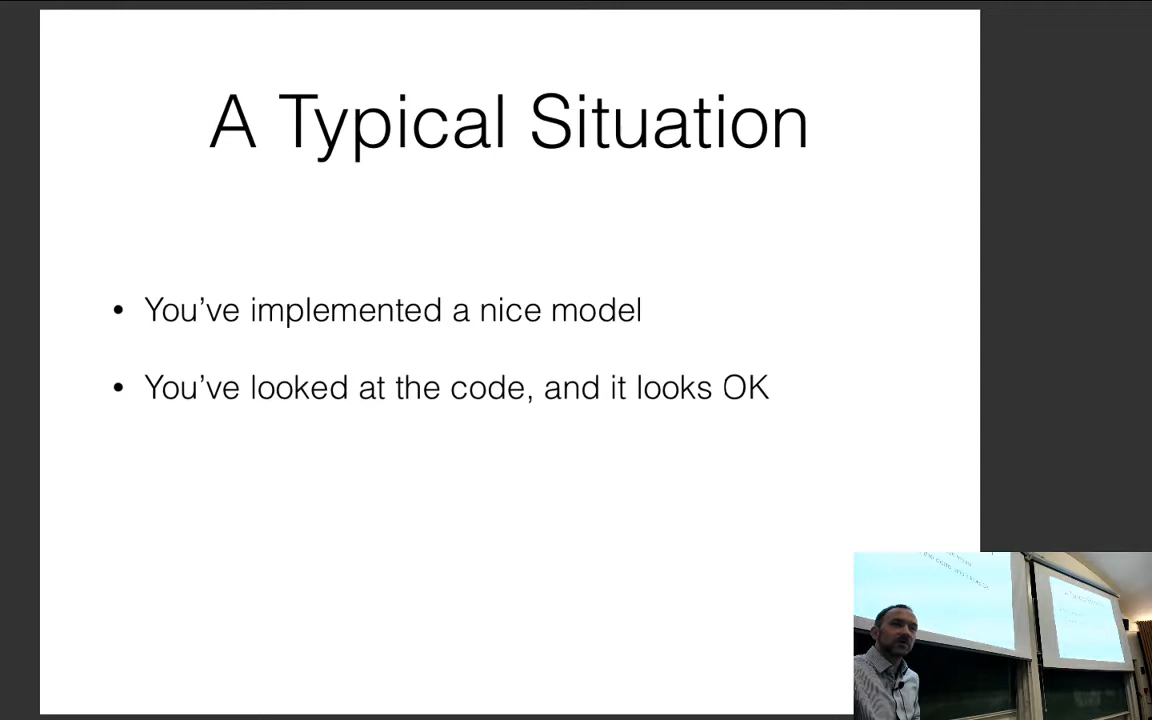 A Typical Situation
• You've implemented a nice model
• You've looked at the code, and it looks OK